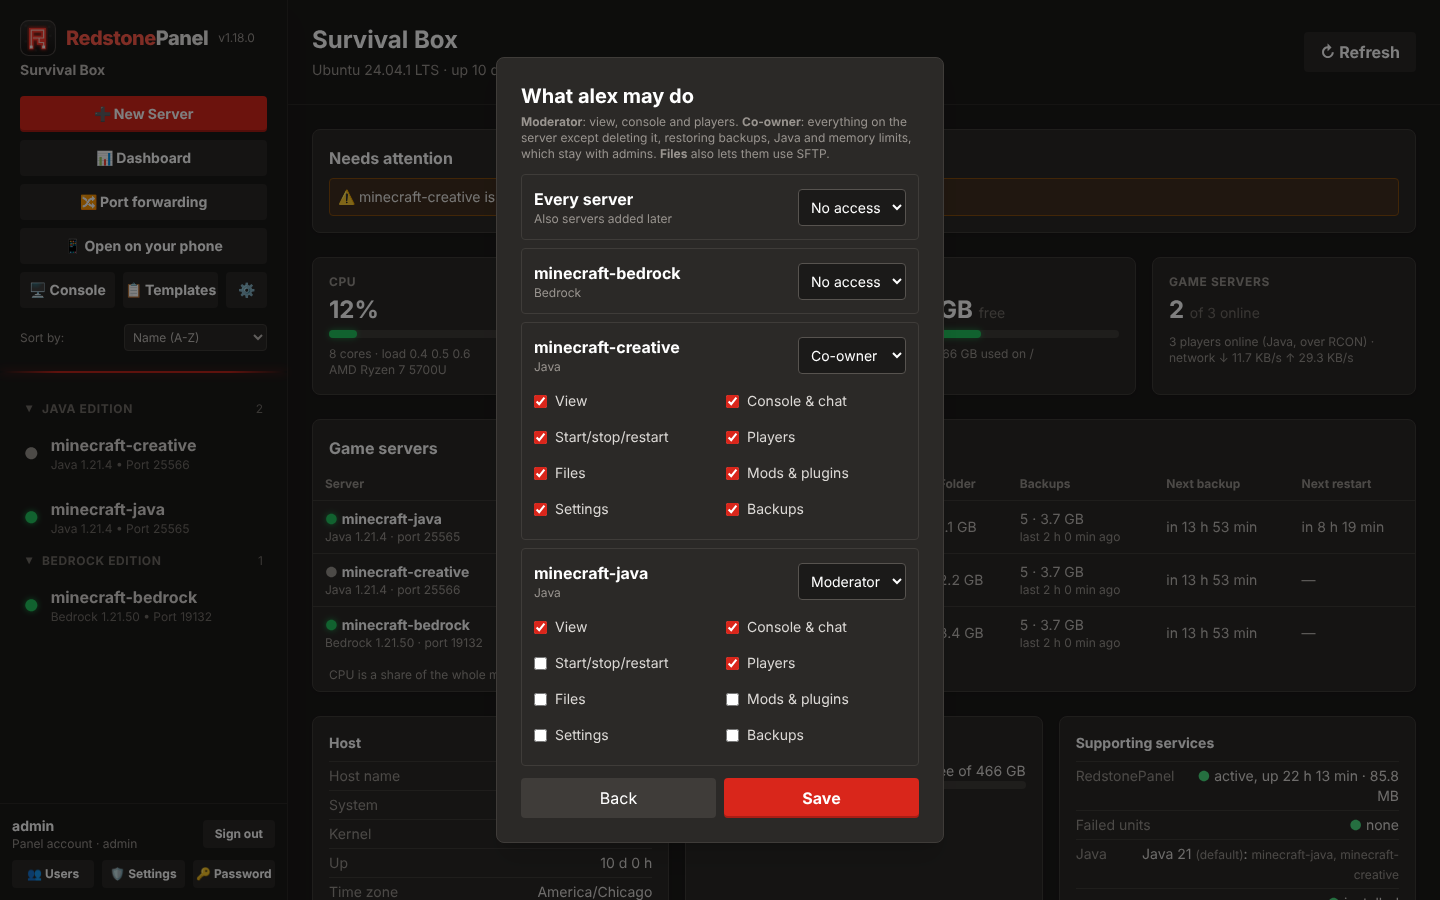 RedstonePanel v1.18.0
Survival Box
➕ New Server
📊 Dashboard
🔀 Port forwarding
📱 Open on your phone
🖥️ Console
📋 Templates
⚙️
Sort by:
Name (A-Z)
▼ JAVA EDITION 2
minecraft-creative
Java 1.21.4 • Port 25566
minecraft-java
Java 1.21.4 • Port 25565
▼ BEDROCK EDITION 1
minecraft-bedrock
Bedrock 1.21.50 • Port 19132
admin
Panel account · admin
Sign out
👥 Users
🛡️ Settings
🔑 Password
Survival Box
Ubuntu 24.04.1 LTS · up 10 d
↻ Refresh
Needs attention
⚠️ minecraft-creative is
CPU
12%
8 cores · load 0.4 0.5 0.6
AMD Ryzen 7 5700U
GB free
66 GB used on /
GAME SERVERS
2 of 3 online
3 players online (Java, over RCON) ·
network ↓ 11.7 KB/s ↑ 29.3 KB/s
Game servers
Server
Folder
Backups
Next backup
Next restart
minecraft-java
Java 1.21.4 · port 25565
.1 GB
5 · 3.7 GB
last 2 h 0 min ago
in 13 h 53 min
in 8 h 19 min
minecraft-creative
Java 1.21.4 · port 25566
2.2 GB
5 · 3.7 GB
last 2 h 0 min ago
in 13 h 53 min
—
minecraft-bedrock
Bedrock 1.21.50 · port 19132
3.4 GB
5 · 3.7 GB
last 2 h 0 min ago
in 13 h 53 min
—
CPU is a share of the whole
Host
Host name
System
Kernel
Up 10 d 0 h
Time zone America/Chicago
of 466 GB
Supporting services
RedstonePanel active, up 22 h 13 min · 85.8
MB
Failed units none
Java Java 21 (default): minecraft-java, minecraft-
creative
What alex may do
Moderator: view, console and players. Co-owner: everything on the
server except deleting it, restoring backups, Java and memory limits,
which stay with admins. Files also lets them use SFTP.
Every server
Also servers added later
No access
minecraft-bedrock
Bedrock
No access
minecraft-creative
Java
Co-owner
View
Console & chat
Start/stop/restart
Players
Files
Mods & plugins
Settings
Backups
minecraft-java
Java
Moderator
View
Console & chat
Start/stop/restart
Players
Files
Mods & plugins
Settings
Backups
Back
Save